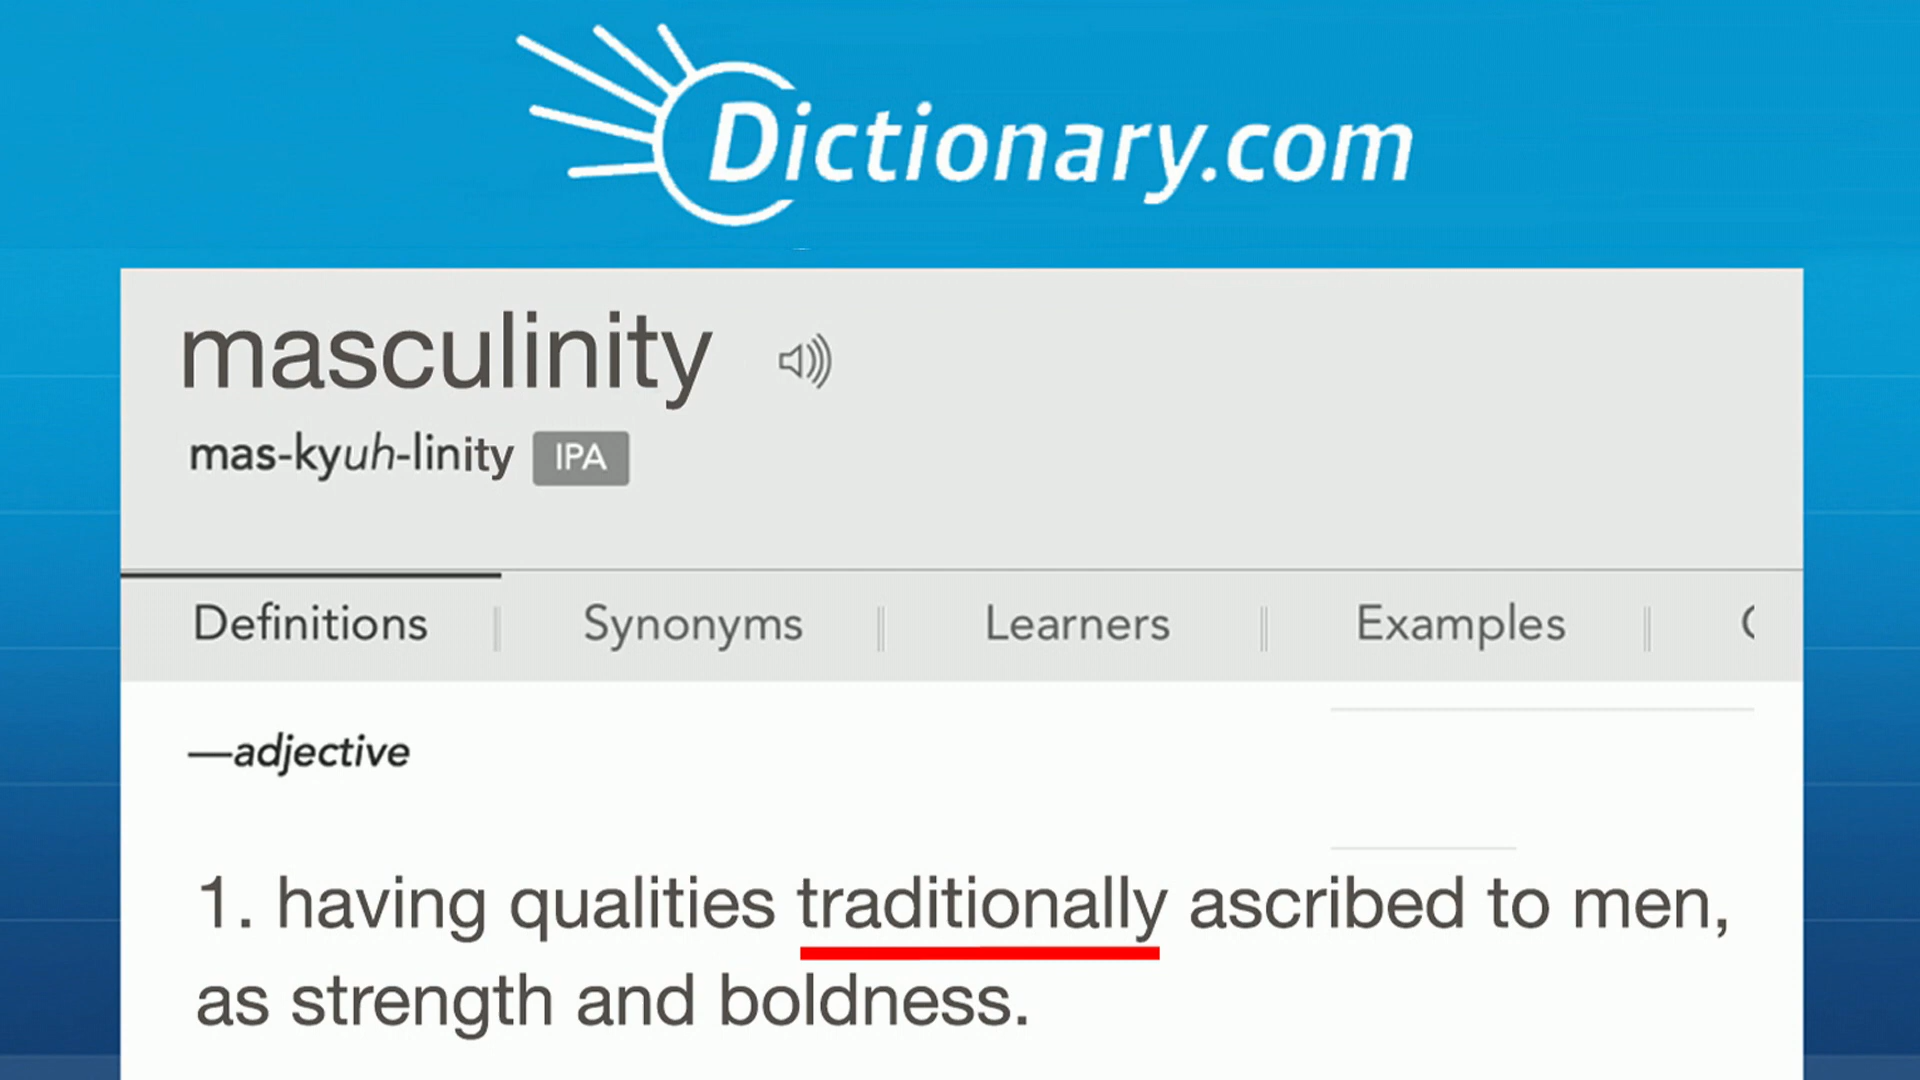 Dictionary.com
masculinity
mas-kyuh-linity IPA
Definitions Synonyms Learners Examples
—adjective
1. having qualities traditionally ascribed to men,
as strength and boldness.